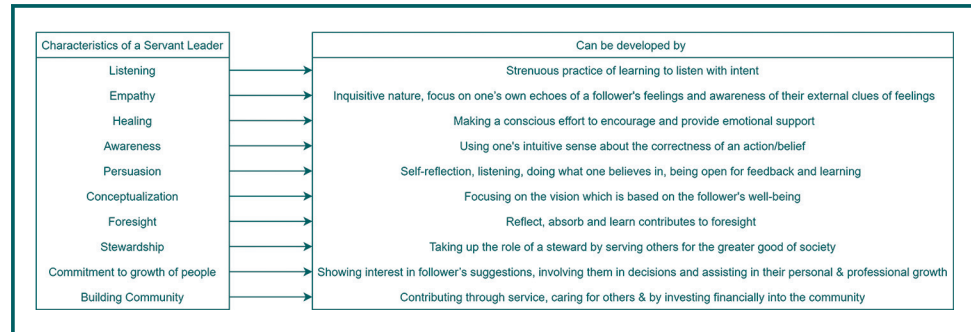 Characteristics of a Servant Leader
Can be developed by
Listening
Strenuous practice of learning to listen with intent
Empathy
Inquisitive nature, focus on one's own echoes of a follower's feelings and awareness of their external clues of feelings
Healing
Making a conscious effort to encourage and provide emotional support
Awareness
Using one's intuitive sense about the correctness of an action/belief
Persuasion
Self-reflection, listening, doing what one believes in, being open for feedback and learning
Conceptualization
Focusing on the vision which is based on the follower's well-being
Foresight
Reflect, absorb and learn contributes to foresight
Stewardship
Taking up the role of a steward by serving others for the greater good of society
Commitment to growth of people
Showing interest in follower's suggestions, involving them in decisions and assisting in their personal & professional growth
Building Community
Contributing through service, caring for others & by investing financially into the community